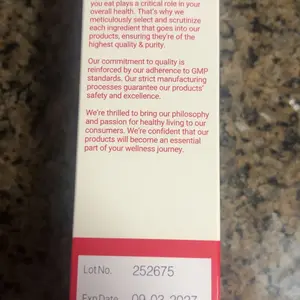 you eat plays a critical role in your
overall health. That's why we
meticulously select and scrutinize
each ingredient that goes into our
products, ensuring they're of the
highest quality & purity.
Our commitment to quality is
reinforced by our adherence to GMP
standards. Our strict manufacturing
processes guarantee our products'
safety and excellence.
We're thrilled to bring our philosophy
and passion for healthy living to our
consumers. We're confident that our
products will become an essential
part of your wellness journey.
Lot No. 252675
Exp Date 09-03-2027